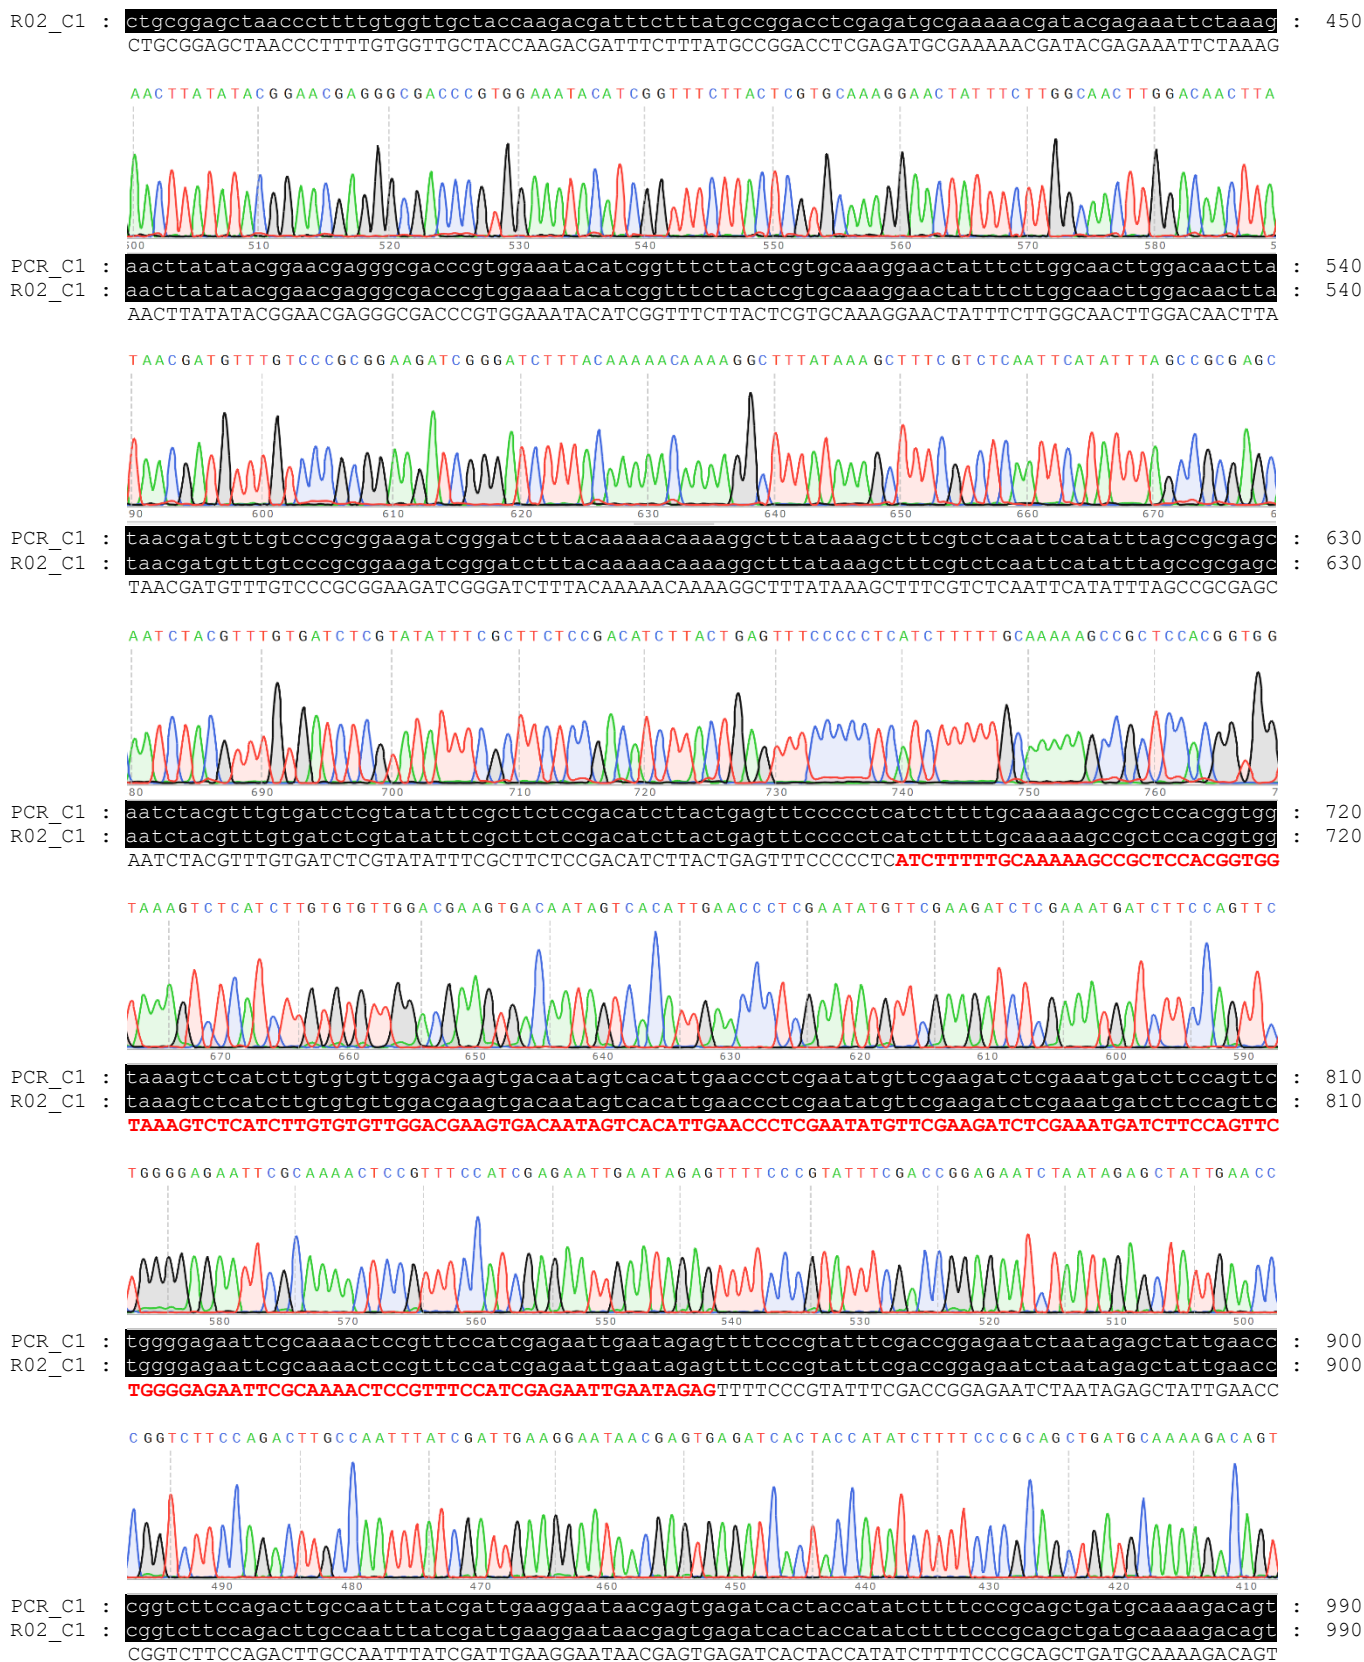 R02_C1 : ctgcggagctaacccttttgtggttgctaccaagacgatttctttatgccggacctcgagatgcgaaaaacgatacgagaaattctaaag : 450
CTGCGGAGCTAACCCTTTTGTGGTTGCTACCAAGACGATTTCTTTATGCCGGACCTCGAGATGCGAAAAACGATACGAGAAATTCTAAAG
AACTTATATACGGAACGAGGGCGACCCGTGGAAATACATCGGTTTCTTACTCGTGCAAAGGAACTATTTCTTGGCAACTTGGACAACTTA
500 510 520 530 540 550 560 570 580 5
PCR_C1 : aacttatatacggaacgagggcgacccgtggaaatacatcggtttcttactcgtgcaaaggaactatttcttggcaacttggacaactta : 540
R02_C1 : aacttatatacggaacgagggcgacccgtggaaatacatcggtttcttactcgtgcaaaggaactatttcttggcaacttggacaactta : 540
AACTTATATACGGAACGAGGGCGACCCGTGGAAATACATCGGTTTCTTACTCGTGCAAAGGAACTATTTCTTGGCAACTTGGACAACTTA
TAACGATGTTTGTCCCGCGGAAGATCGGGATCTTTACAAAAACAAAAGGCTTTATAAAGCTTTCGTCTCAATTCATATTTAGCCGCGAGC
90 600 610 620 630 640 650 660 670 6
PCR_C1 : taacgatgtttgtcccgcggaagatcgggatctttacaaaaacaaaaggctttataaagctttcgtctcaattcatatttagccgcgagc : 630
R02_C1 : taacgatgtttgtcccgcggaagatcgggatctttacaaaaacaaaaggctttataaagctttcgtctcaattcatatttagccgcgagc : 630
TAACGATGTTTGTCCCGCGGAAGATCGGGATCTTTACAAAAACAAAAGGCTTTATAAAGCTTTCGTCTCAATTCATATTTAGCCGCGAGC
AATCTACGTTTGTGATCTCGTATATTTCGCTTCTCCGACATCTTACTGAGTTTCCCCCTCATCTTTTTGCAAAAAGCCGCTCCACGGTGG
80 690 700 710 720 730 740 750 760 7
PCR_C1 : aatctacgtttgtgatctcgtatatttcgcttctccgacatcttactgagtttccccctcatctttttgcaaaaagccgctccacggtgg : 720
R02_C1 : aatctacgtttgtgatctcgtatatttcgcttctccgacatcttactgagtttccccctcatctttttgcaaaaagccgctccacggtgg : 720
AATCTACGTTTGTGATCTCGTATATTTCGCTTCTCCGACATCTTACTGAGTTTCCCCCTCATCTTTTTGCAAAAAGCCGCTCCACGGTGG
TAAAGTCTCATCTTGTGTGTTGGACGAAGTGACAATAGTCACATTGAACCCTCGAATATGTTCGAAGATCTCGAAATGATCTTCCAGTTC
670 660 650 640 630 620 610 600 590
PCR_C1 : taaagtctcatcttgtgtgttggacgaagtgacaatagtcacattgaaccctcgaatatgttcgaagatctcgaaatgatcttccagttc : 810
R02_C1 : taaagtctcatcttgtgtgttggacgaagtgacaatagtcacattgaaccctcgaatatgttcgaagatctcgaaatgatcttccagttc : 810
TAAAGTCTCATCTTGTGTGTTGGACGAAGTGACAATAGTCACATTGAACCCTCGAATATGTTCGAAGATCTCGAAATGATCTTCCAGTTC
TGGGGAGAATTCGCAAAACTCCGTTTCCATCGAGAATTGAATAGAGTTTTCCCGTATTTCGACCGGAGAATCTAATAGAGCTATTGAACC
580 570 560 550 540 530 520 510 500
PCR_C1 : tggggagaattcgcaaaactccgtttccatcgagaattgaatagagttttcccgtatttcgaccggagaatctaatagagctattgaacc : 900
R02_C1 : tggggagaattcgcaaaactccgtttccatcgagaattgaatagagttttcccgtatttcgaccggagaatctaatagagctattgaacc : 900
TGGGGAGAATTCGCAAAACTCCGTTTCCATCGAGAATTGAATAGAGTTTTCCCGTATTTCGACCGGAGAATCTAATAGAGCTATTGAACC
CGGTCTTCCAGACTTGCCAATTTATCGATTGAAGGAATAACGAGTGAGATCACTACCATATCTTTTCCCGCAGCTGATGCAAAAGACAGT
490 480 470 460 450 440 430 420 410
PCR_C1 : cggtcttccagacttgccaatttatcgattgaaggaataacgagtgagatcactaccatatcttttcccgcagctgatgcaaaagacagt : 990
R02_C1 : cggtcttccagacttgccaatttatcgattgaaggaataacgagtgagatcactaccatatcttttcccgcagctgatgcaaaagacagt : 990
CGGTCTTCCAGACTTGCCAATTTATCGATTGAAGGAATAACGAGTGAGATCACTACCATATCTTTTCCCGCAGCTGATGCAAAAGACAGT